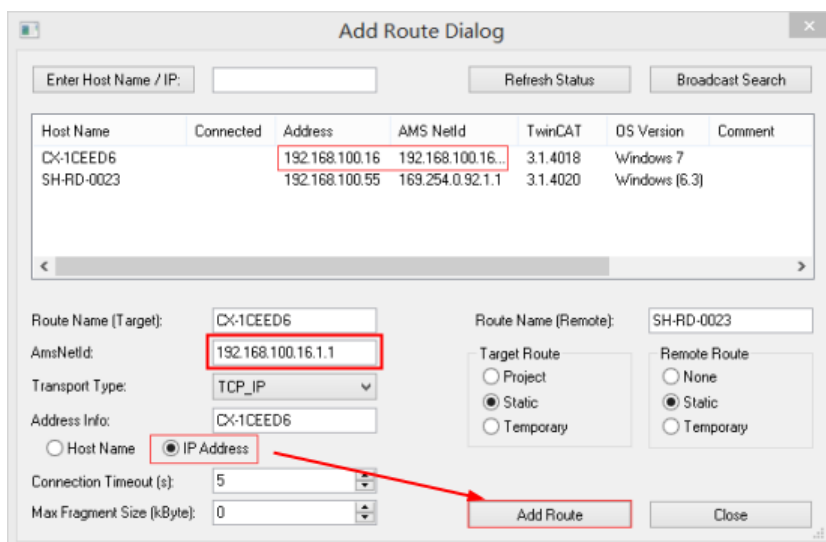 Add Route Dialog
Enter Host Name / IP: Refresh Status Broadcast Search
Host Name Connected Address AMS NetId TwinCAT OS Version Comment
CX-1CEED6 192.168.100.16 192.168.100.16... 3.1.4018 Windows 7
SH-RD-0023 192.168.100.55 169.254.0.92.1.1 3.1.4020 Windows (6.3)
Route Name (Target): CX-1CEED6 Route Name (Remote): SH-RD-0023
AmsNetId: 192.168.100.16.1.1 Target Route Remote Route
Project None
Transport Type: TCP_IP Static Static
Address Info: CX-1CEED6 Temporary Temporary
Host Name IP Address
Connection Timeout (s): 5
Max Fragment Size (kByte): 0 Add Route Close